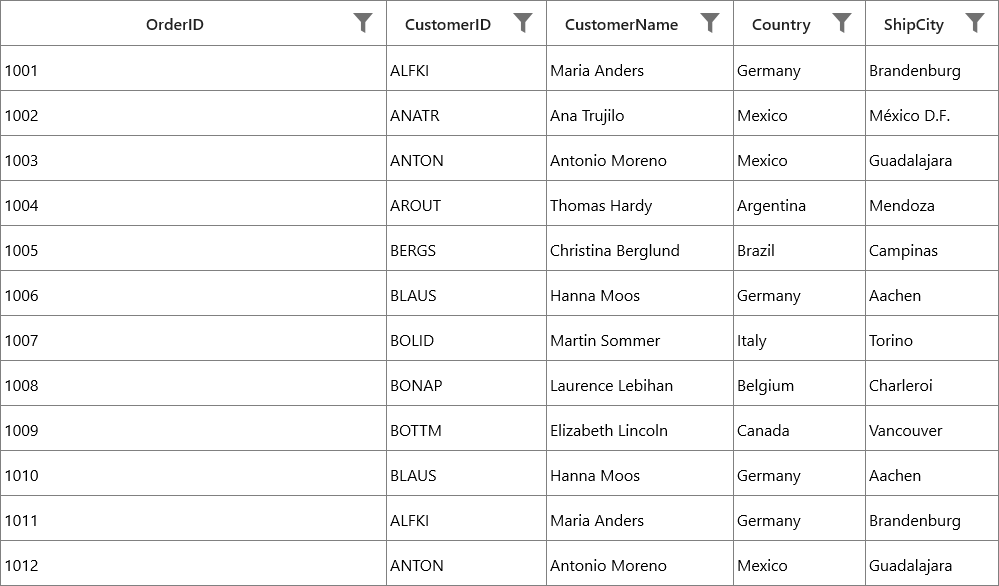 OrderID CustomerID CustomerName Country ShipCity
1001 ALFKI Maria Anders Germany Brandenburg
1002 ANATR Ana Trujilo Mexico México D.F.
1003 ANTON Antonio Moreno Mexico Guadalajara
1004 AROUT Thomas Hardy Argentina Mendoza
1005 BERGS Christina Berglund Brazil Campinas
1006 BLAUS Hanna Moos Germany Aachen
1007 BOLID Martin Sommer Italy Torino
1008 BONAP Laurence Lebihan Belgium Charleroi
1009 BOTTM Elizabeth Lincoln Canada Vancouver
1010 BLAUS Hanna Moos Germany Aachen
1011 ALFKI Maria Anders Germany Brandenburg
1012 ANTON Antonio Moreno Mexico Guadalajara